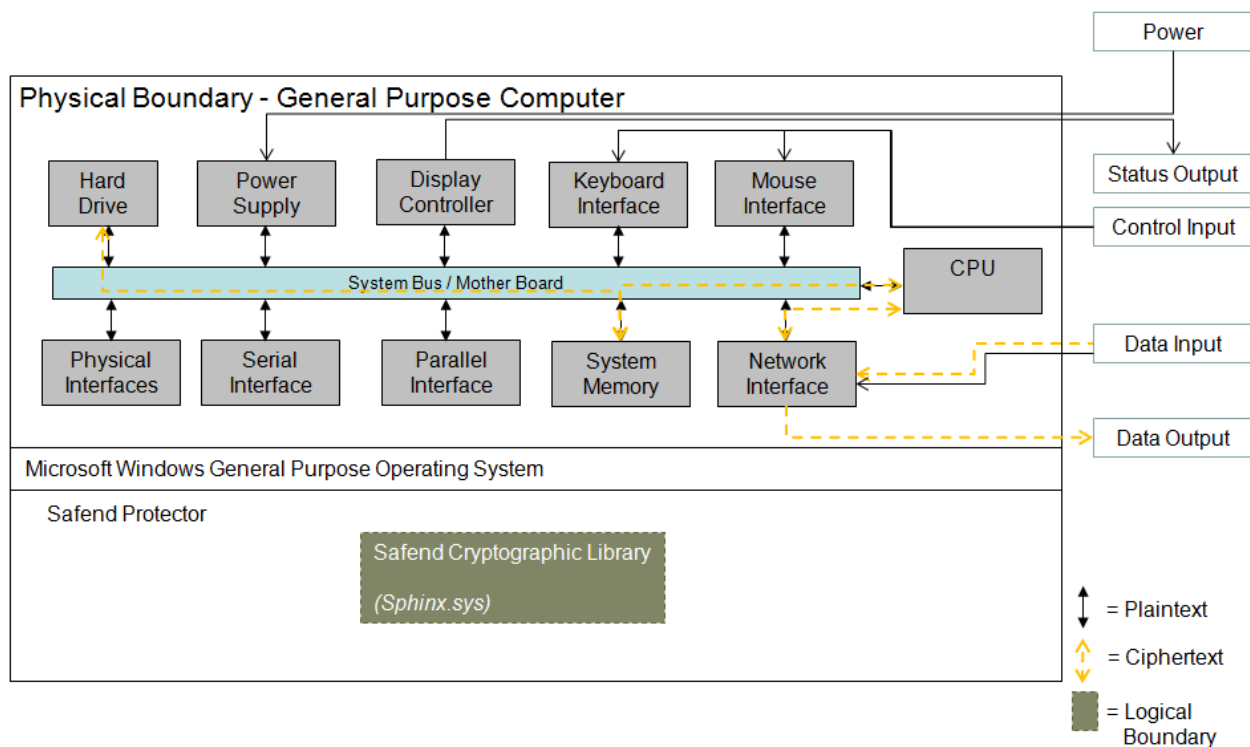 Power
Physical Boundary - General Purpose Computer
Hard
Drive
Power
Supply
Display
Controller
Keyboard
Interface
Mouse
Interface
Status Output
Control Input
CPU
System Bus / Mother Board
Physical
Interfaces
Serial
Interface
Parallel
Interface
System
Memory
Network
Interface
Data Input
Data Output
Microsoft Windows General Purpose Operating System
Safend Protector
Safend Cryptographic Library
(Sphinx.sys)
= Plaintext
= Ciphertext
= Logical
Boundary